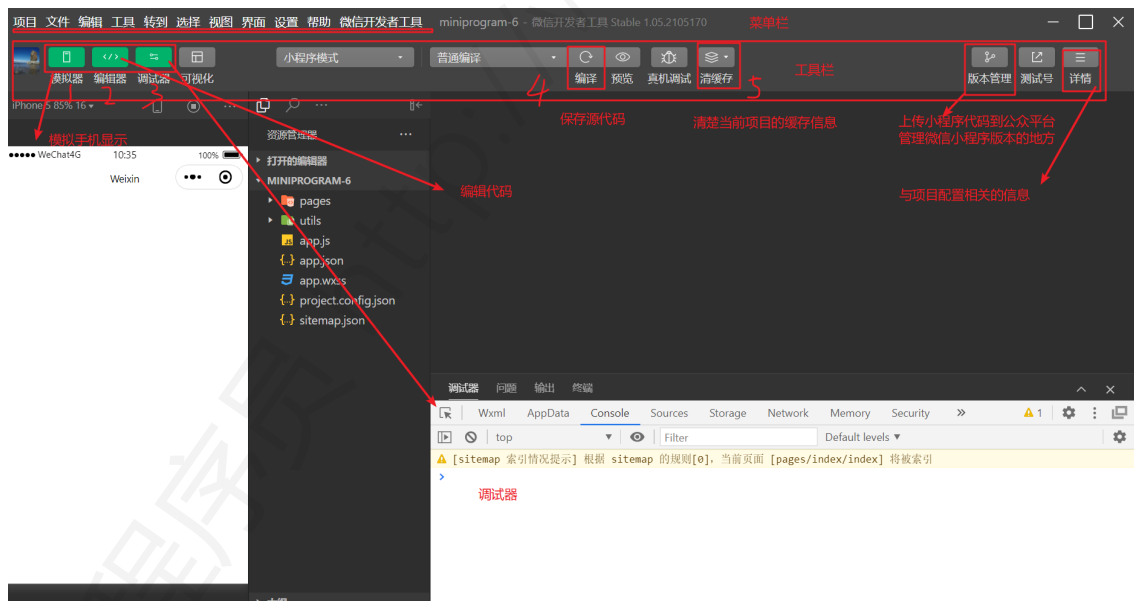 项目 文件 编辑 工具 转到 选择 视图 界面 设置 帮助 微信开发者工具 miniprogram-6 - 微信开发者工具 Stable 1.05.2105170 菜单栏
小程序模式 普通编译
模拟器 编辑器 调试器 可视化 编译 预览 真机调试 清缓存 工具栏 版本管理 测试号 详情
1 2 3 4 5
iPhone 5 85% 16
保存源代码 清楚当前项目的缓存信息 上传小程序代码到公众平台
管理微信小程序版本的地方
模拟手机显示 资源管理器
WeChat4G 10:35 100%
打开的编辑器
Weixin MINIPROGRAM-6
编辑代码 与项目配置相关的信息
pages
utils
JS app.js
{..} app.json
app.wxss
{..} project.config.json
{..} sitemap.json
调试器 问题 输出 终端
Wxml AppData Console Sources Storage Network Memory Security » 1
top Filter Default levels
[sitemap 索引情况提示] 根据 sitemap 的规则[0]，当前页面 [pages/index/index] 将被索引
>
调试器
程序员 http:/